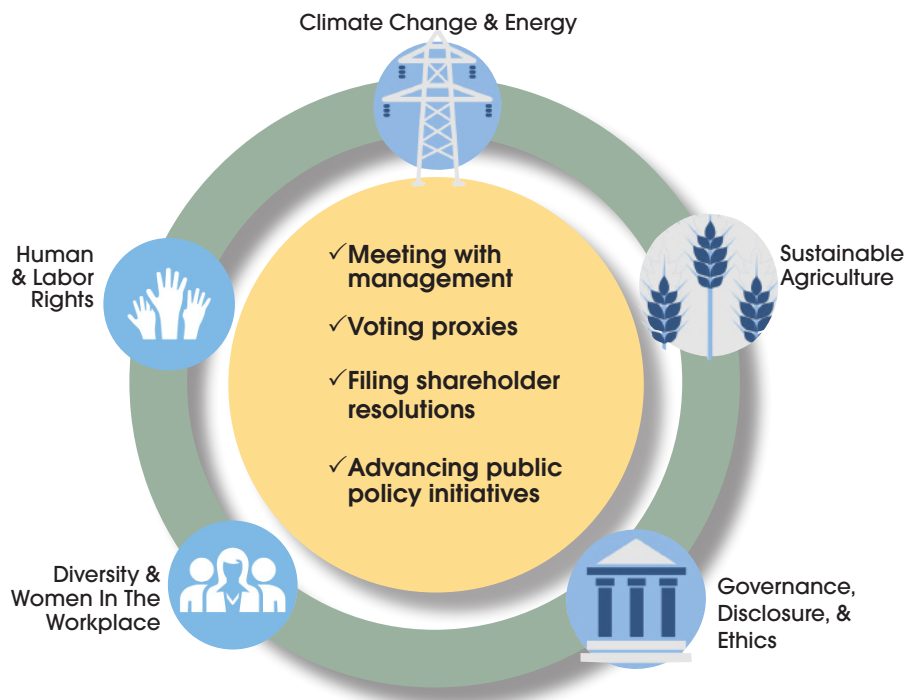 Climate Change & Energy
Human
& Labor
Rights
✓Meeting with
management
✓Voting proxies
✓Filing shareholder
resolutions
✓Advancing public
policy initiatives
Sustainable
Agriculture
Diversity &
Women In The
Workplace
Governance,
Disclosure, &
Ethics